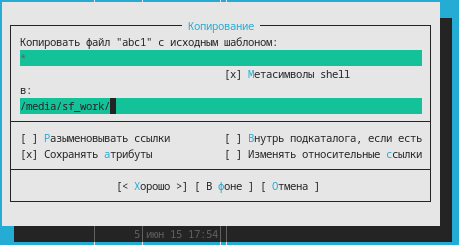 Копирование
Копировать файл "abc1" с исходным шаблоном:
*
[x] Метасимволы shell
в:
/media/sf_work/
[ ] Разыменовывать ссылки [ ] Внутрь подкаталога, если есть
[x] Сохранять атрибуты [ ] Изменять относительные ссылки
[< Хорошо >] [ В фоне ] [ Отмена ]
5 июн 15 17:54